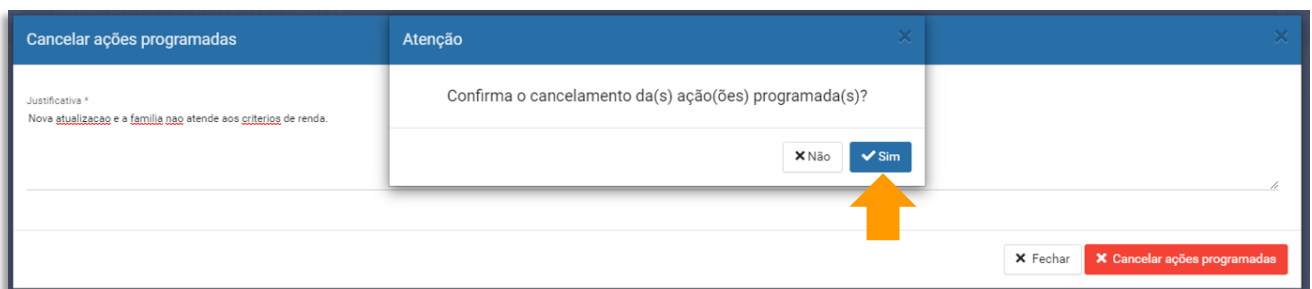 Cancelar ações programadas
Atenção
Justificativa *
Nova atualizacao e a familia nao atende aos criterios de renda.
Confirma o cancelamento da(s) ação(ões) programada(s)?
Não
Sim
Fechar
Cancelar ações programadas